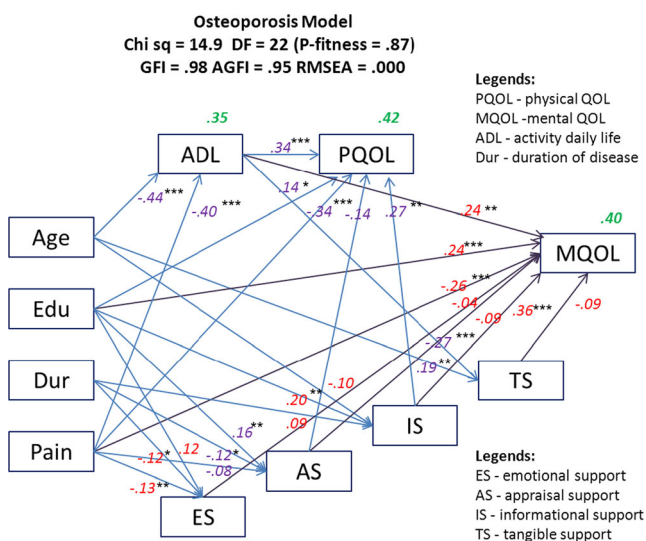 Osteoporosis Model
Chi sq = 14.9 DF = 22 (P-fitness = .87)
GFI = .98 AGFI = .95 RMSEA = .000
Legends:
PQOL - physical QOL
MQOL -mental QOL
ADL - activity daily life
Dur - duration of disease
.35
.42
ADL
.34***
PQOL
.14*
-.44***
-.40***
-.34***
-.14
.27**
-.24**
.40
Age
.24***
MQOL
Edu
-.26***
-.04
-.09
.36***
-.09
-.27***
.19**
Dur
-.10
TS
.20**
.09
IS
.16**
Pain
-.12*
.12
-.12*
-.08
AS
-.13**
ES
Legends:
ES - emotional support
AS - appraisal support
IS - informational support
TS - tangible support